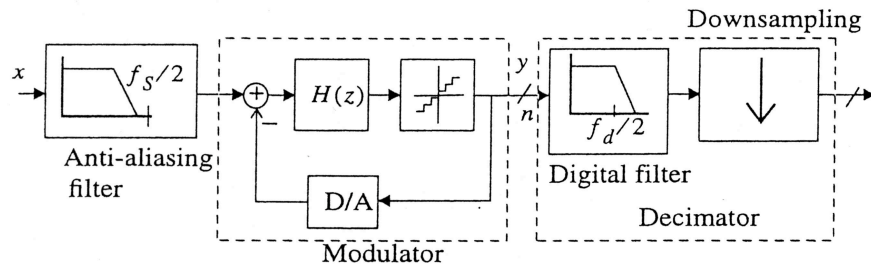 Downsampling
x
f_S/2
+
−
H(z)
y
n
f_d/2
Anti-aliasing
filter
D/A
Digital filter
Modulator
Decimator